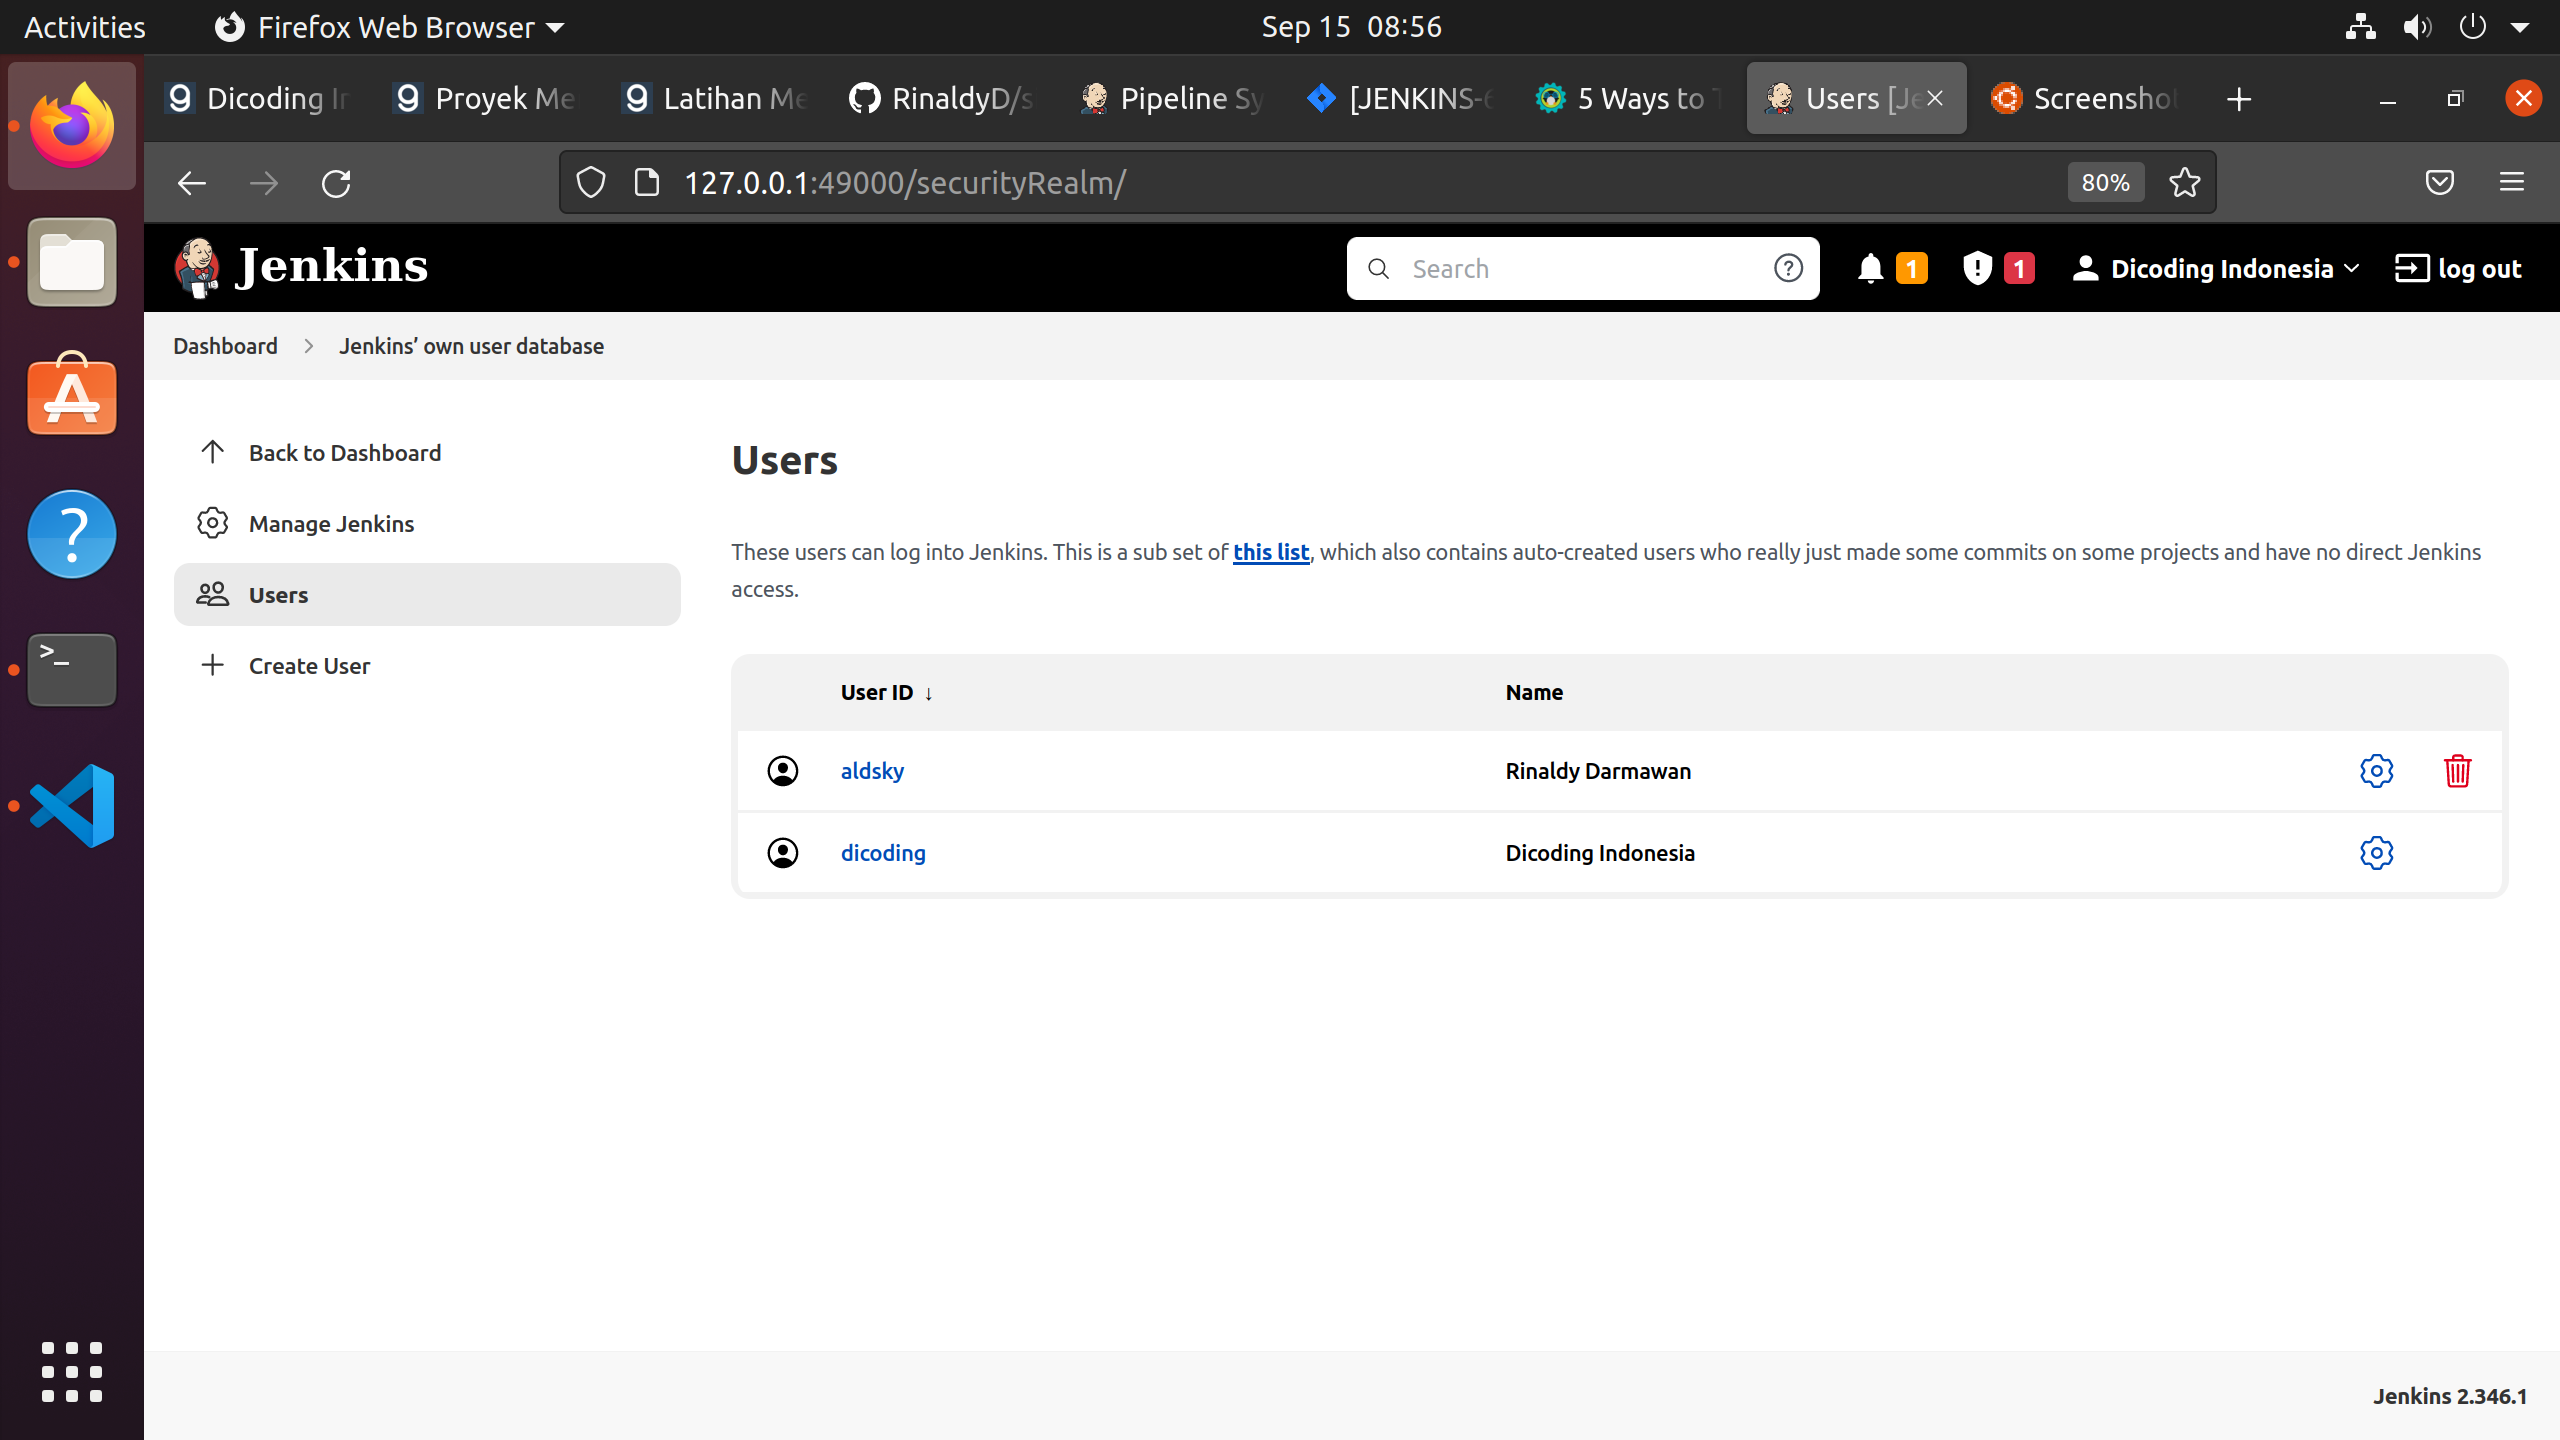 Activities
Firefox Web Browser
Sep 15 08:56
Dicoding
Proyek Me
Latihan Me
RinaldyD/s
Pipeline Sy
[JENKINS-6
5 Ways to T
Users [Je
Screenshot
127.0.0.1:49000/securityRealm/
80%
Jenkins
Search
1
1
Dicoding Indonesia
log out
Dashboard
Jenkins’ own user database
Back to Dashboard
Manage Jenkins
Users
Create User
Users
These users can log into Jenkins. This is a sub set of this list, which also contains auto-created users who really just made some commits on some projects and have no direct Jenkins
access.
User ID ↓
Name
aldsky
Rinaldy Darmawan
dicoding
Dicoding Indonesia
Jenkins 2.346.1